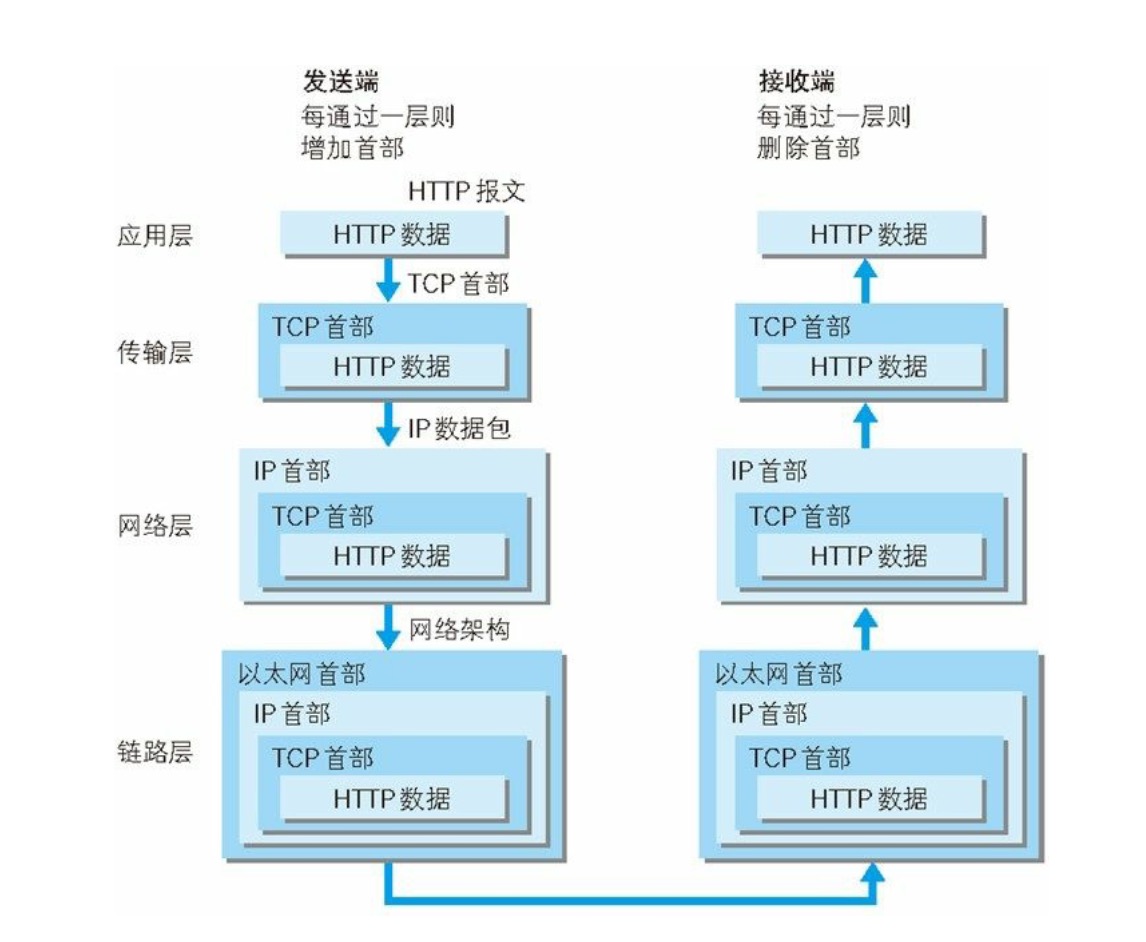 发送端
每通过一层则
增加首部
接收端
每通过一层则
删除首部
HTTP 报文
应用层
HTTP 数据
HTTP 数据
TCP 首部
传输层
TCP 首部
HTTP 数据
TCP 首部
HTTP 数据
IP 数据包
网络层
IP 首部
TCP 首部
HTTP 数据
IP 首部
TCP 首部
HTTP 数据
网络架构
链路层
以太网首部
IP 首部
TCP 首部
HTTP 数据
以太网首部
IP 首部
TCP 首部
HTTP 数据